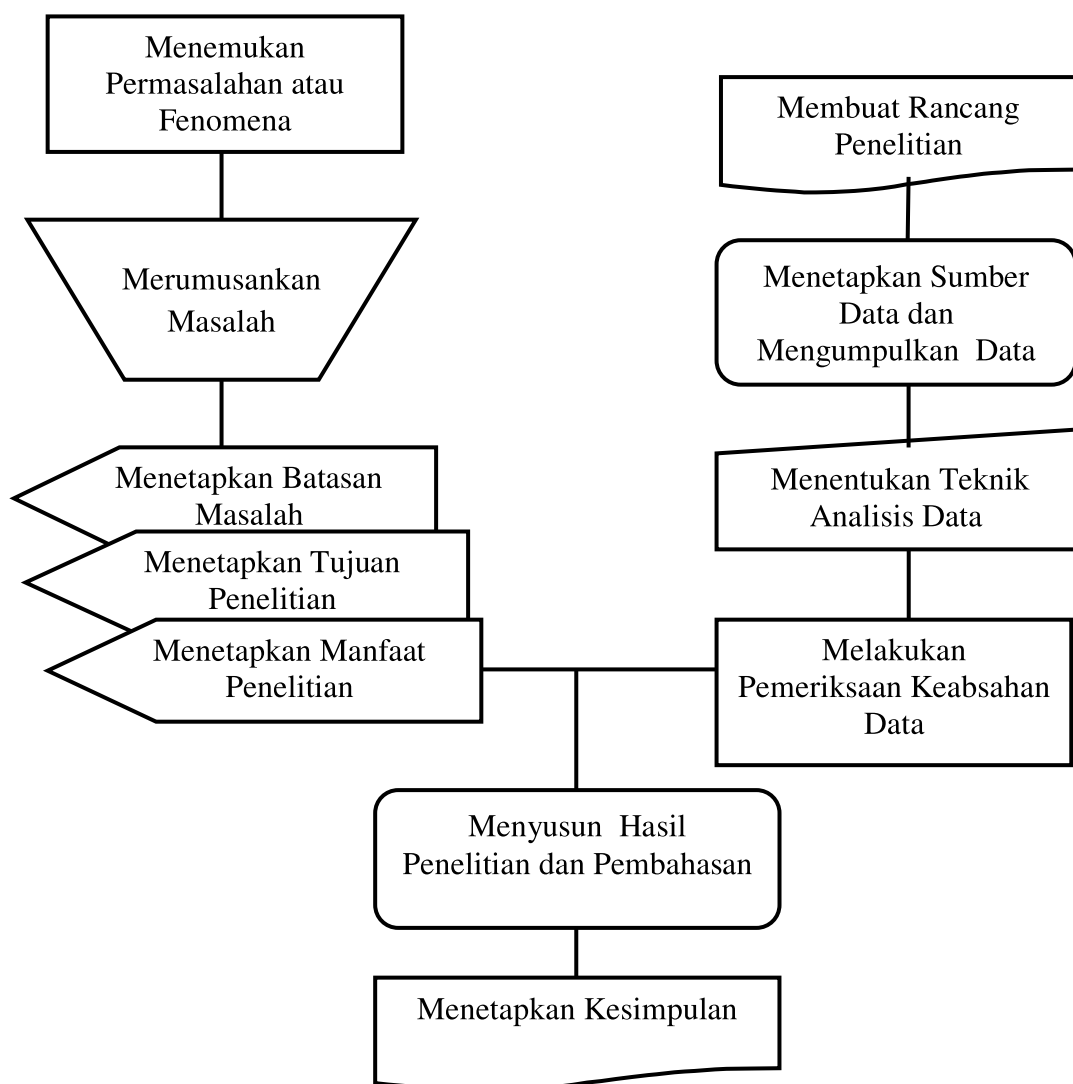 Menemukan
Permasalahan atau
Fenomena
Merumusankan
Masalah
Menetapkan Batasan
Masalah
Menetapkan Tujuan
Penelitian
Menetapkan Manfaat
Penelitian
Membuat Rancang
Penelitian
Menetapkan Sumber
Data dan
Mengumpulkan  Data
Menentukan Teknik
Analisis Data
Melakukan
Pemeriksaan Keabsahan
Data
Menyusun  Hasil
Penelitian dan Pembahasan
Menetapkan Kesimpulan